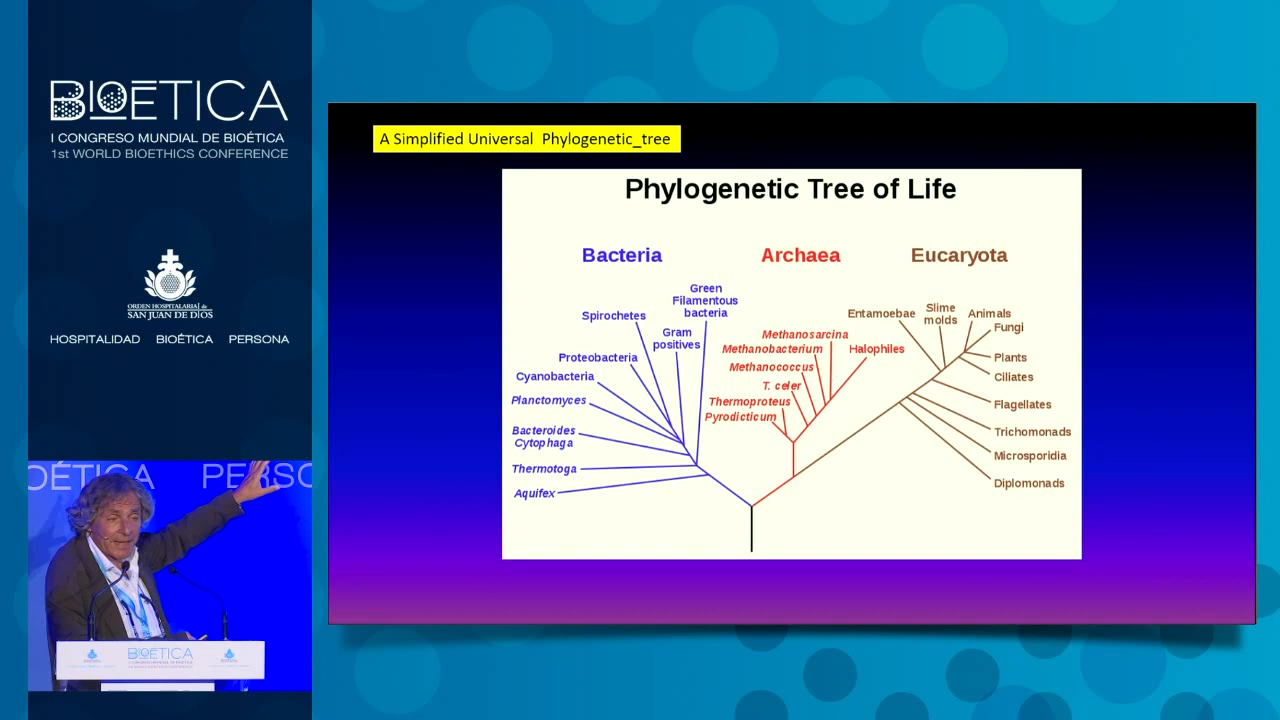 BIOÉTICA
I CONGRESO MUNDIAL DE BIOÉTICA
1st WORLD BIOETHICS CONFERENCE
ORDEN HOSPITALARIA de
SAN JUAN DE DIOS
HOSPITALIDAD BIOÉTICA PERSONA
OÉTICA PERSO
BIOÉTICA
A Simplified Universal Phylogenetic_tree
Phylogenetic Tree of Life
Bacteria Archaea Eucaryota
Green
Filamentous
bacteria
Spirochetes
Gram
positives
Proteobacteria
Cyanobacteria
Planctomyces
Bacteroides
Cytophaga
Thermotoga
Aquifex
Methanosarcina
Methanobacterium
Halophiles
Methanococcus
T. celer
Thermoproteus
Pyrodicticum
Entamoebae
Slime
molds
Animals
Fungi
Plants
Ciliates
Flagellates
Trichomonads
Microsporidia
Diplomonads